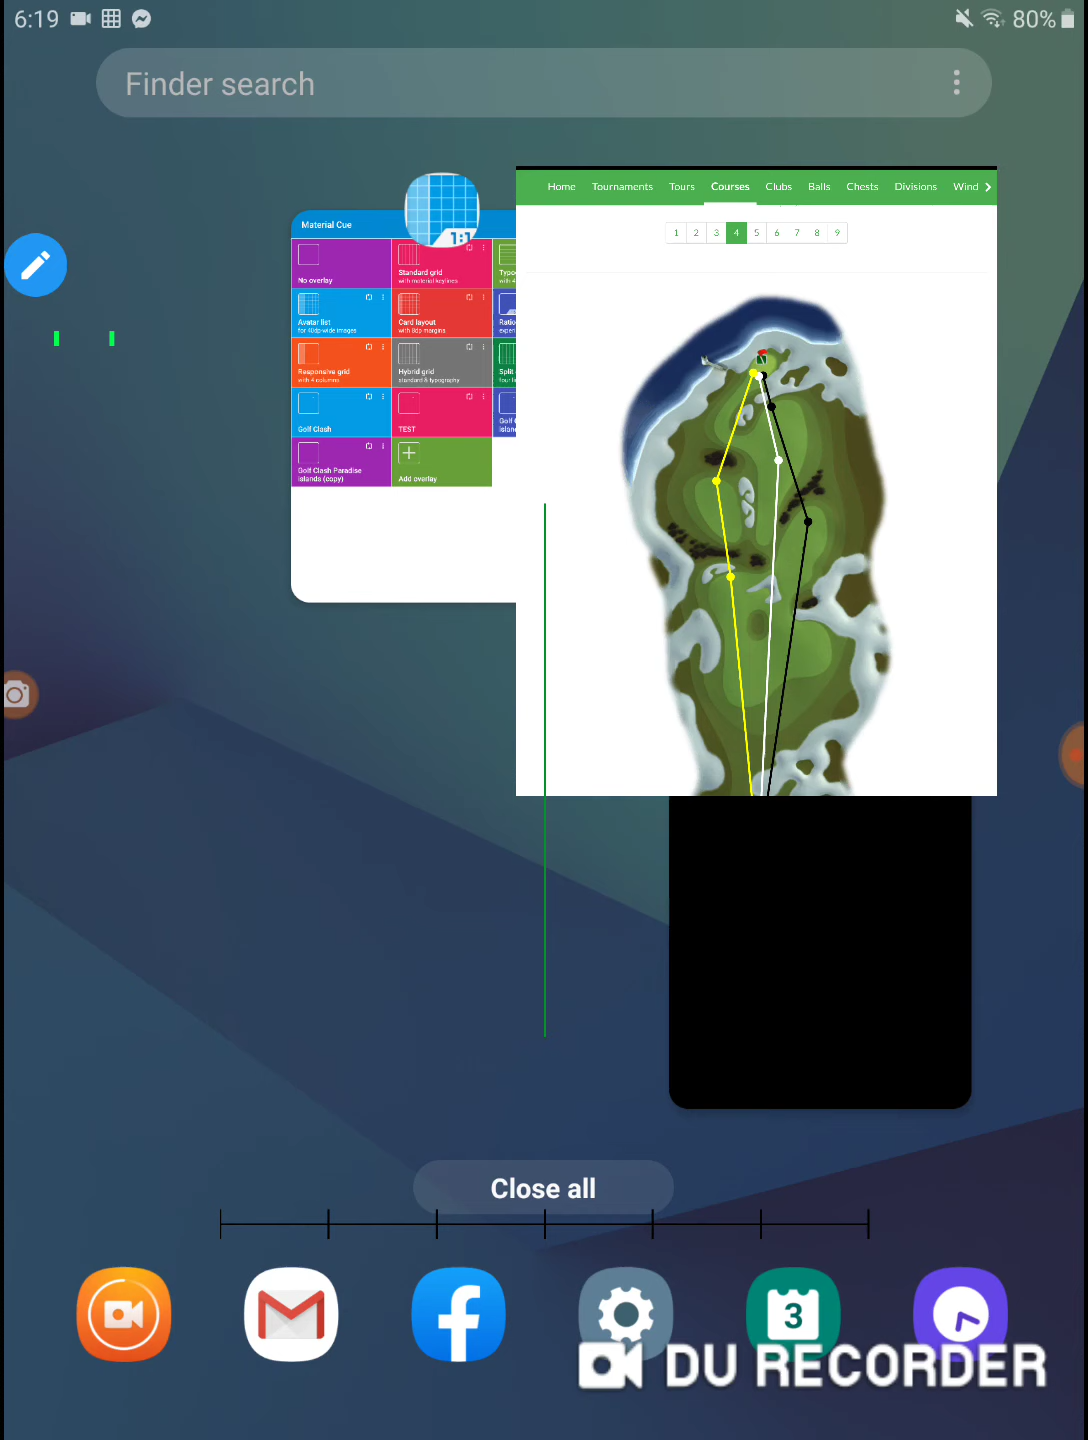 6:19
80%
Finder search
Material Cue
1:1
No overlay
Standard grid
with material keylines
Avatar list
for 40dp-wide images
Card layout
with 8dp margins
Responsive grid
with 4 columns
Hybrid grid
standard & typography
Golf Clash
TEST
Golf Clash Paradise
islands (copy)
Add overlay
Home Tournaments Tours Courses Clubs Balls Chests Divisions Wind
1 2 3 4 5 6 7 8 9
Close all
3
DU RECORDER